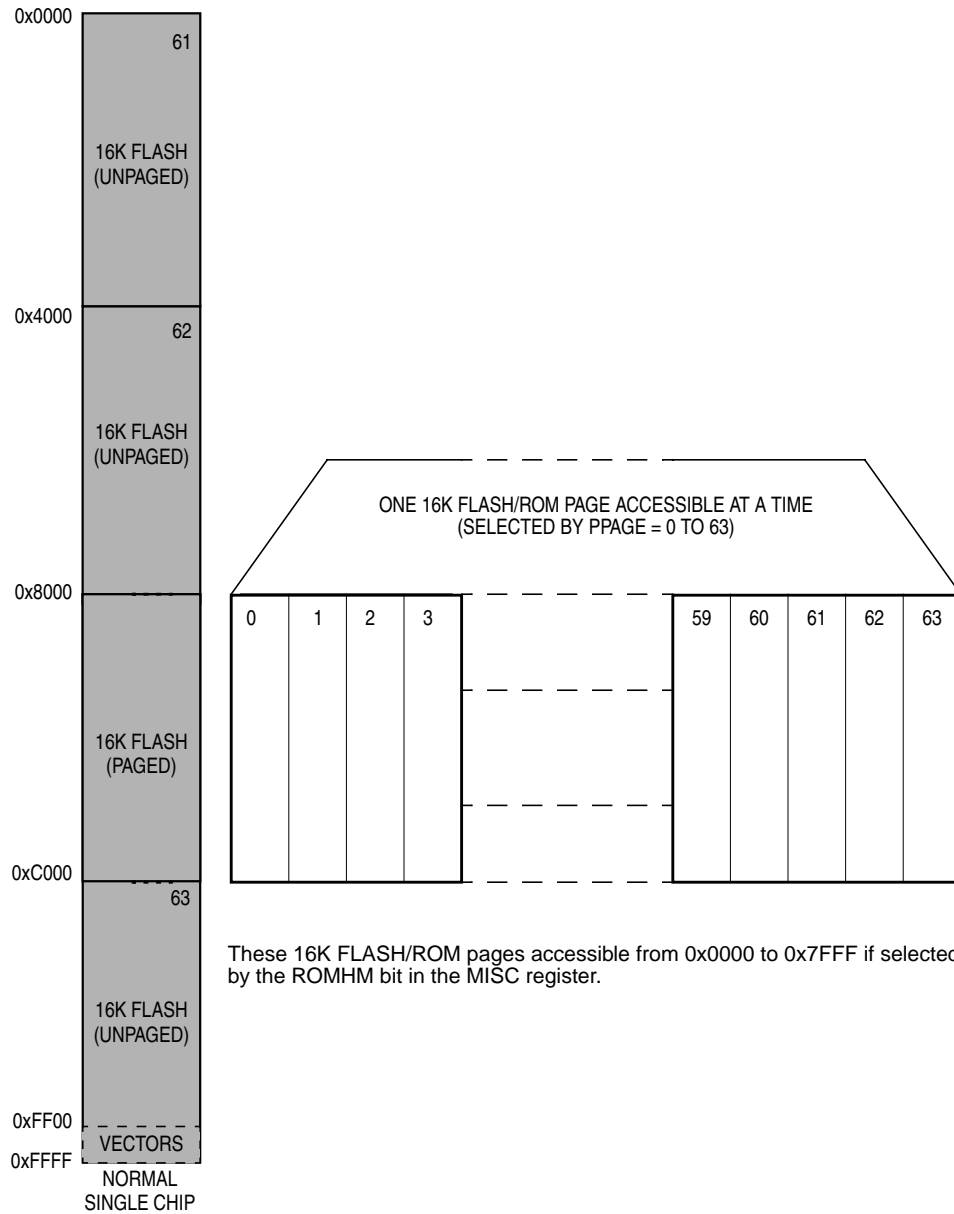 0x0000
61
16K FLASH
(UNPAGED)
0x4000
62
16K FLASH
(UNPAGED)
ONE 16K FLASH/ROM PAGE ACCESSIBLE AT A TIME
(SELECTED BY PPAGE = 0 TO 63)
0x8000
0 1 2 3 59 60 61 62 63
16K FLASH
(PAGED)
0xC000
63
These 16K FLASH/ROM pages accessible from 0x0000 to 0x7FFF if selected
by the ROMHM bit in the MISC register.
16K FLASH
(UNPAGED)
0xFF00
VECTORS
0xFFFF
NORMAL
SINGLE CHIP